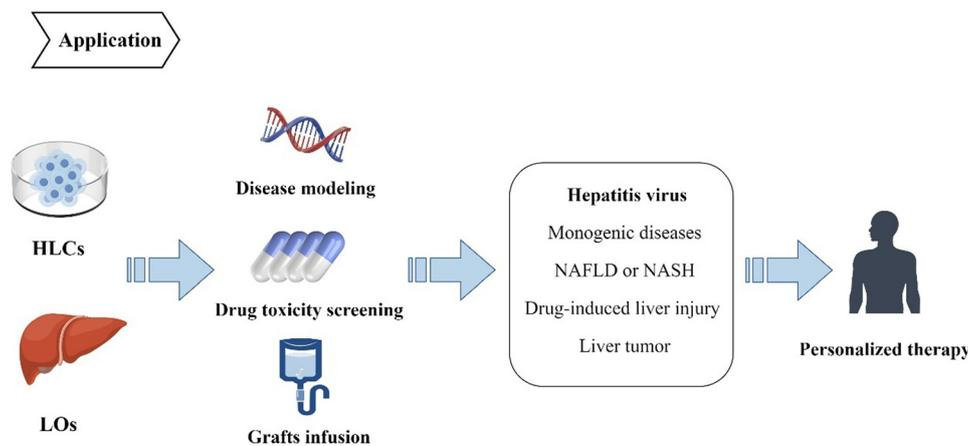 Application
HLCs
LOs
Disease modeling
Drug toxicity screening
Grafts infusion
Hepatitis virus
Monogenic diseases
NAFLD or NASH
Drug-induced liver injury
Liver tumor
Personalized therapy